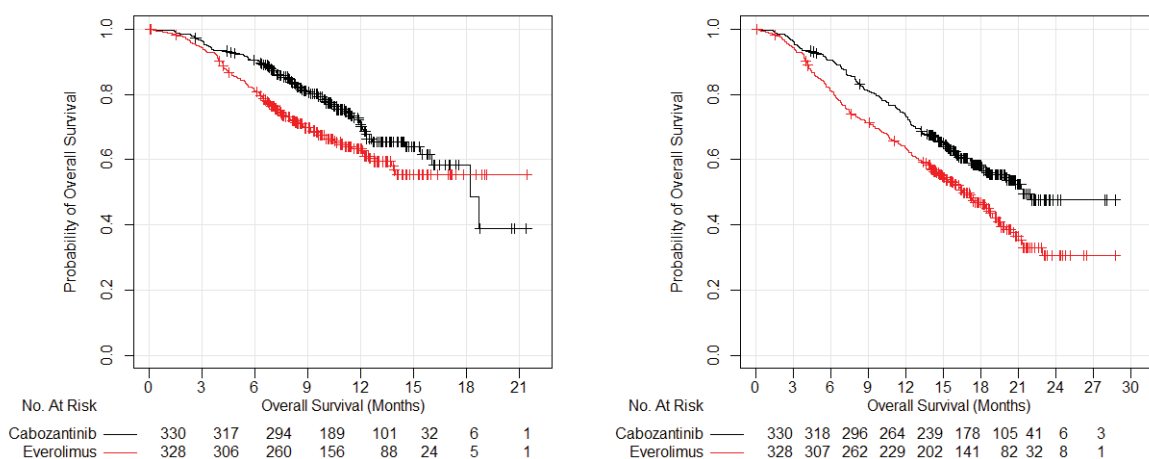 Probability of Overall Survival
1.0
0.8
0.6
0.4
0.2
0.0
0 3 6 9 12 15 18 21
No. At Risk Overall Survival (Months)
Cabozantinib 330 317 294 189 101 32 6 1
Everolimus 328 306 260 156 88 24 5 1
Probability of Overall Survival
1.0
0.8
0.6
0.4
0.2
0.0
0 3 6 9 12 15 18 21 24 27 30
No. At Risk Overall Survival (Months)
Cabozantinib 330 318 296 264 239 178 105 41 6 3
Everolimus 328 307 262 229 202 141 82 32 8 1